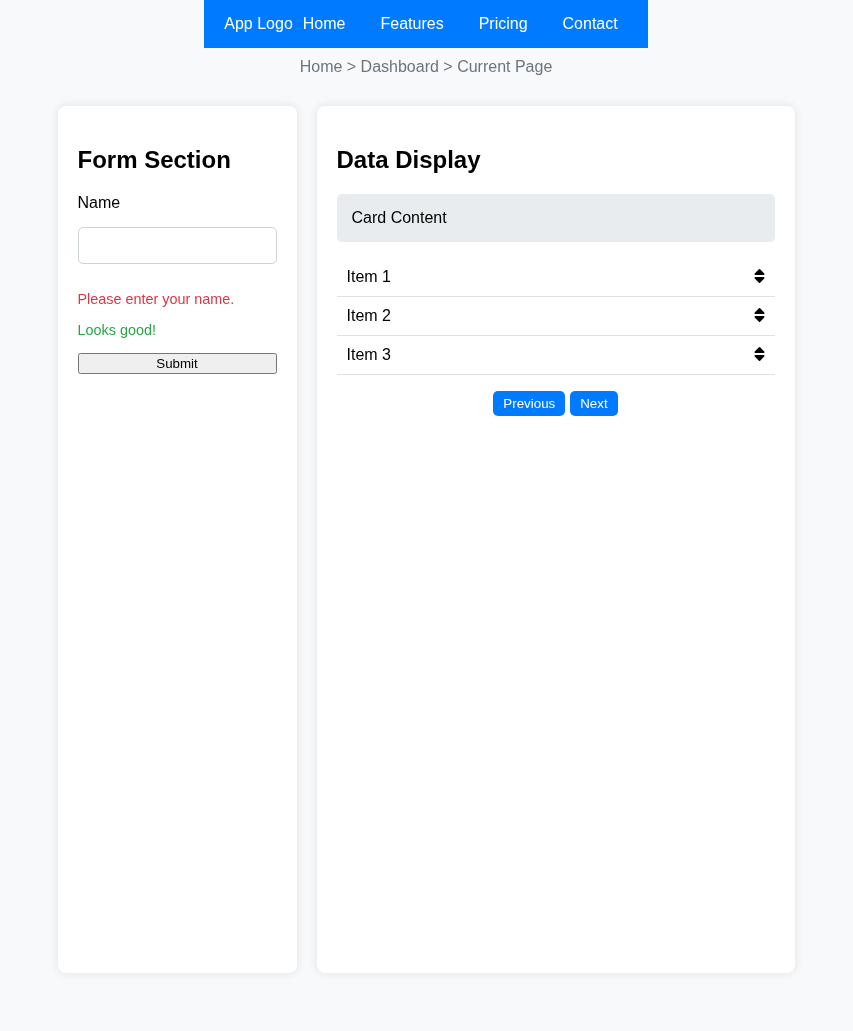 App Logo Home Features Pricing Contact
Home > Dashboard > Current Page
Form Section
Name
Please enter your name.
Looks good!
Submit
Data Display
Card Content
Item 1
Item 2
Item 3
Previous Next